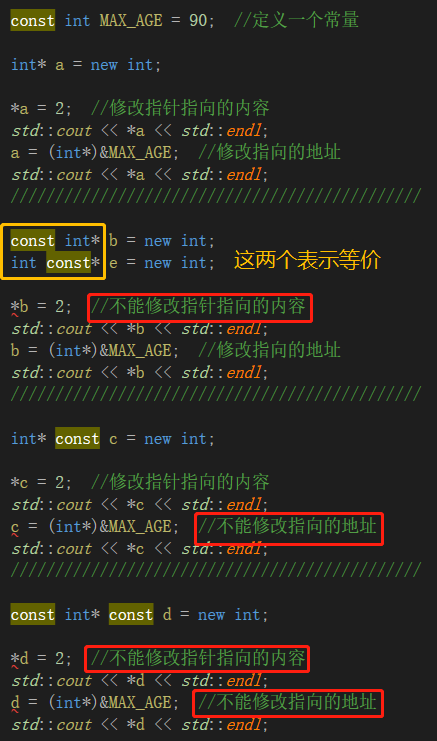 const int MAX_AGE = 90;  //定义一个常量
int* a = new int;
*a = 2;  //修改指针指向的内容
std::cout << *a << std::endl;
a = (int*)&MAX_AGE;  //修改指向的地址
std::cout << *a << std::endl;
//////////////////////////////////////////////
const int* b = new int;
int const* e = new int;  这两个表示等价
*b = 2;  //不能修改指针指向的内容
std::cout << *b << std::endl;
b = (int*)&MAX_AGE;  //修改指向的地址
std::cout << *b << std::endl;
//////////////////////////////////////////////
int* const c = new int;
*c = 2;  //修改指针指向的内容
std::cout << *c << std::endl;
c = (int*)&MAX_AGE;  //不能修改指向的地址
std::cout << *c << std::endl;
//////////////////////////////////////////////
const int* const d = new int;
*d = 2;  //不能修改指针指向的内容
std::cout << *d << std::endl;
d = (int*)&MAX_AGE;  //不能修改指向的地址
std::cout << *d << std::endl;